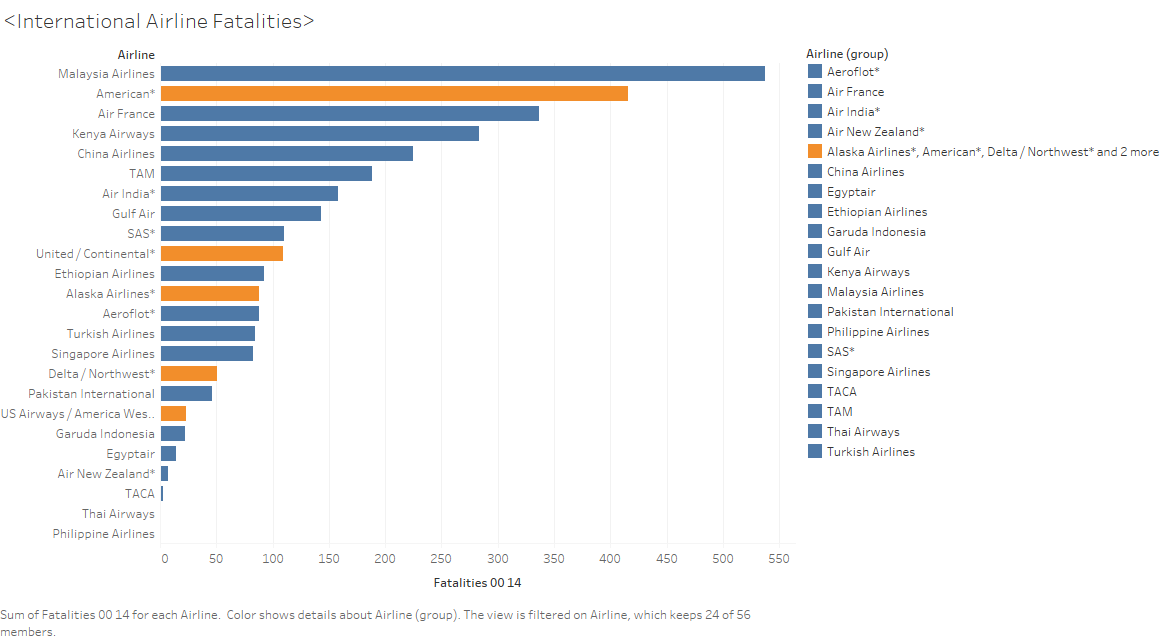 <International Airline Fatalities>
Airline
Malaysia Airlines
American*
Air France
Kenya Airways
China Airlines
TAM
Air India*
Gulf Air
SAS*
United / Continental*
Ethiopian Airlines
Alaska Airlines*
Aeroflot*
Turkish Airlines
Singapore Airlines
Delta / Northwest*
Pakistan International
US Airways / America Wes..
Garuda Indonesia
Egyptair
Air New Zealand*
TACA
Thai Airways
Philippine Airlines
0 50 100 150 200 250 300 350 400 450 500 550
Fatalities 00 14
Airline (group)
Aeroflot*
Air France
Air India*
Air New Zealand*
Alaska Airlines*, American*, Delta / Northwest* and 2 more
China Airlines
Egyptair
Ethiopian Airlines
Garuda Indonesia
Gulf Air
Kenya Airways
Malaysia Airlines
Pakistan International
Philippine Airlines
SAS*
Singapore Airlines
TACA
TAM
Thai Airways
Turkish Airlines
Sum of Fatalities 00 14 for each Airline.  Color shows details about Airline (group). The view is filtered on Airline, which keeps 24 of 56
members.